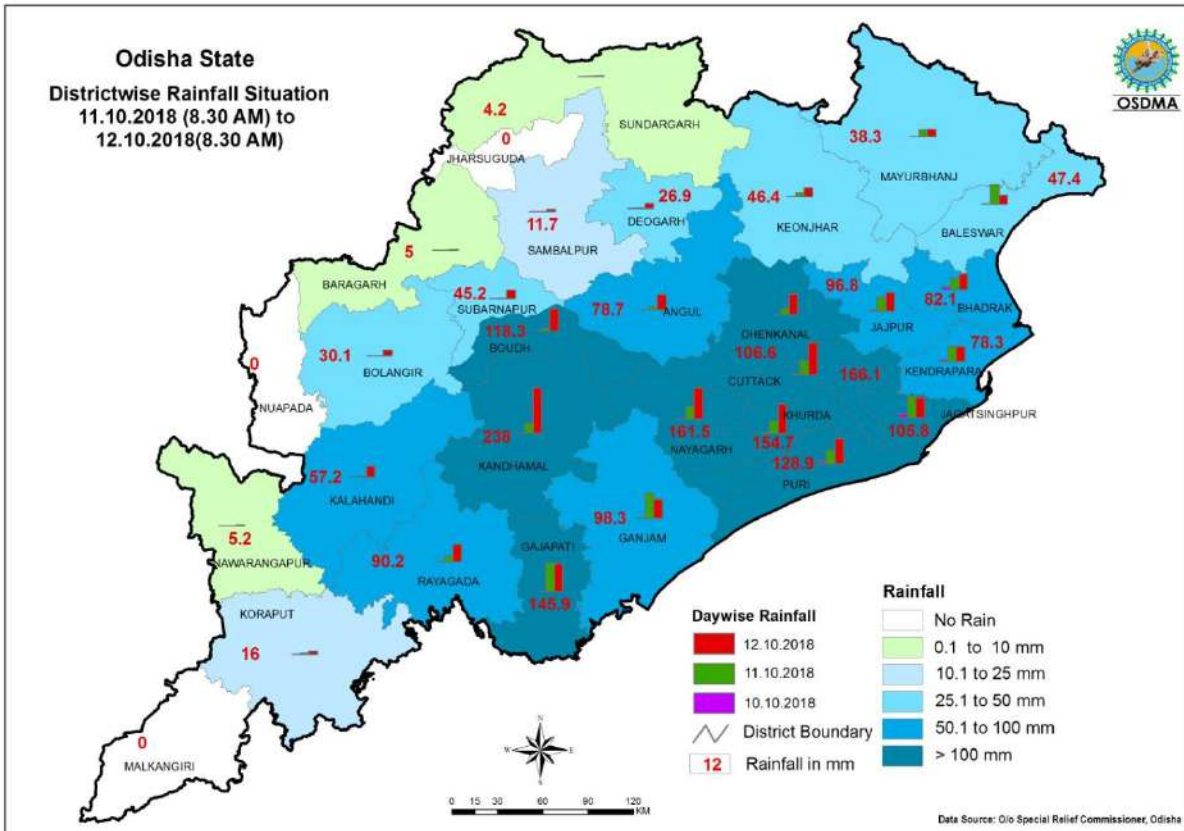 Odisha State
Districtwise Rainfall Situation
11.10.2018 (8.30 AM) to
12.10.2018(8.30 AM)
OSDMA
4.2
SUNDARGARH
0
JHARSUGUDA
38.3
MAYURBHANJ
47.4
BALESWAR
46.4
KEONJHAR
26.9
DEOGARH
11.7
SAMBALPUR
5
BARAGARH
45.2
SUBARNAPUR
118.3
BOUDH
78.7
ANGUL
DHENKANAL
106.6
96.8
JAJPUR
82.1
BHADRAK
78.3
KENDRAPARA
CUTTACK
166.1
30.1
BOLANGIR
0
NUAPADA
238
KANDHAMAL
161.5
NAYAGARH
KHURDA
154.7
JAGATSINGHPUR
105.8
128.9
PURI
57.2
KALAHANDI
98.3
GANJAM
5.2
NAWARANGAPUR
90.2
RAYAGADA
GAJAPATI
145.9
KORAPUT
16
0
MALKANGIRI
N
W
E
S
0 15 30 60 90 120
KM
Daywise Rainfall
12.10.2018
11.10.2018
10.10.2018
District Boundary
12 Rainfall in mm
Rainfall
No Rain
0.1 to 10 mm
10.1 to 25 mm
25.1 to 50 mm
50.1 to 100 mm
> 100 mm
Data Source: O/o Special Relief Commissioner, Odisha